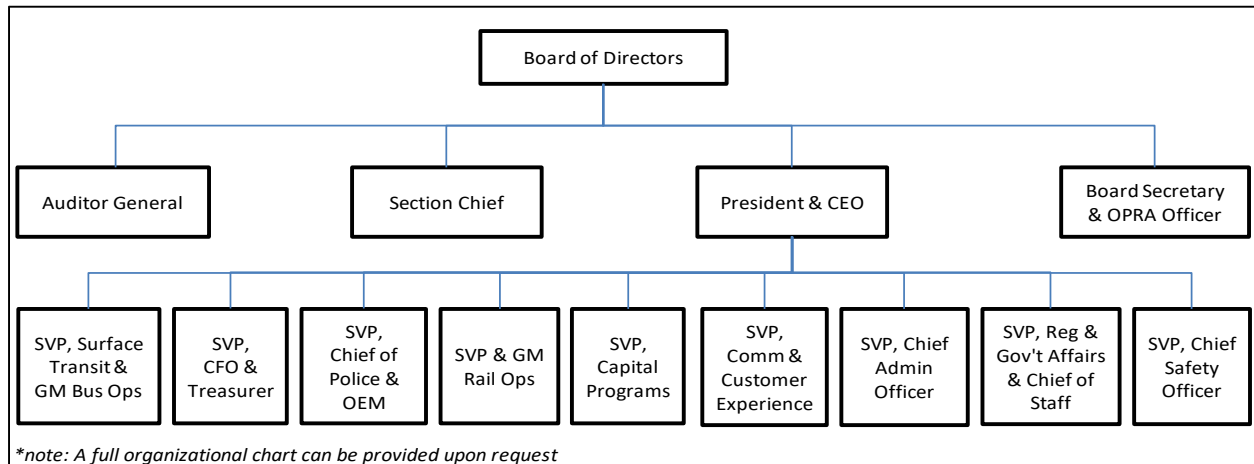 Board of Directors
Auditor General
Section Chief
President & CEO
Board Secretary
& OPRA Officer
SVP, Surface
Transit &
GM Bus Ops
SVP,
CFO &
Treasurer
SVP,
Chief of
Police &
OEM
SVP & GM
Rail Ops
SVP,
Capital
Programs
SVP,
Comm &
Customer
Experience
SVP, Chief
Admin
Officer
SVP, Reg &
Gov't Affairs
& Chief of
Staff
SVP, Chief
Safety
Officer
*note: A full organizational chart can be provided upon request